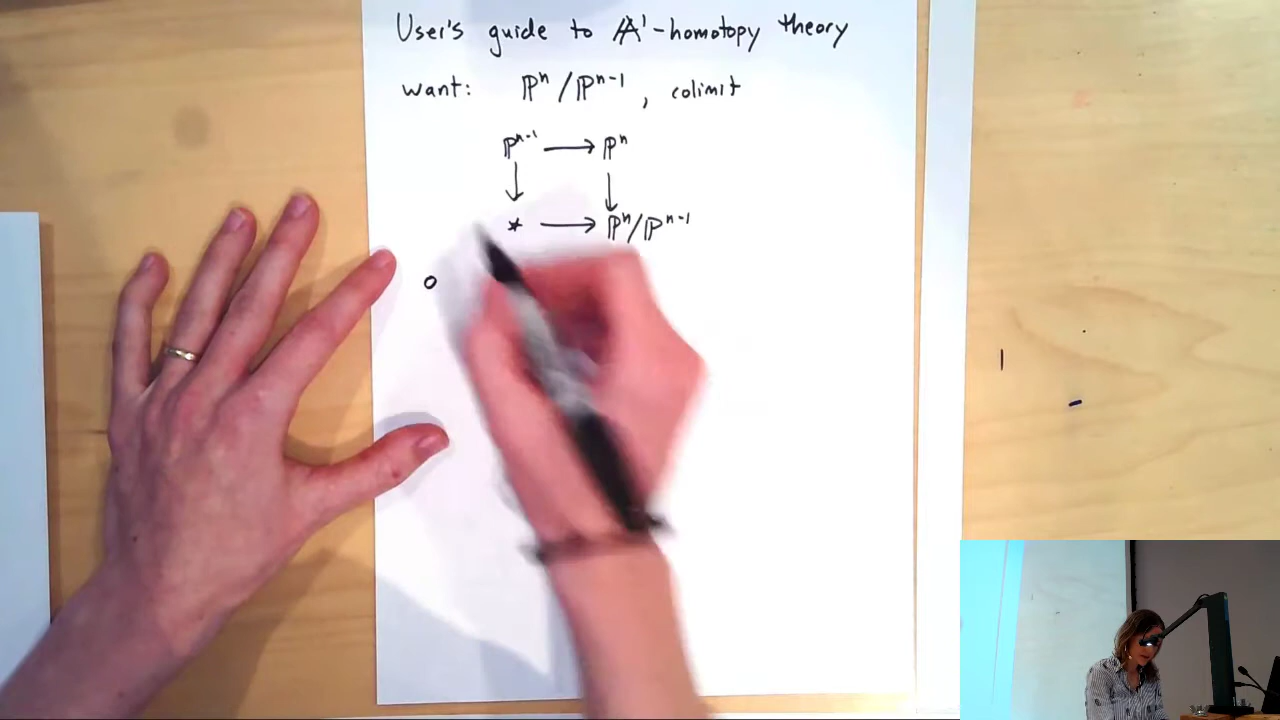 User's guide to 𝔸¹-homotopy theory
want: ℙⁿ/ℙⁿ⁻¹, colimit
ℙⁿ⁻¹ → ℙⁿ
↓ ↓
* → ℙⁿ/ℙⁿ⁻¹